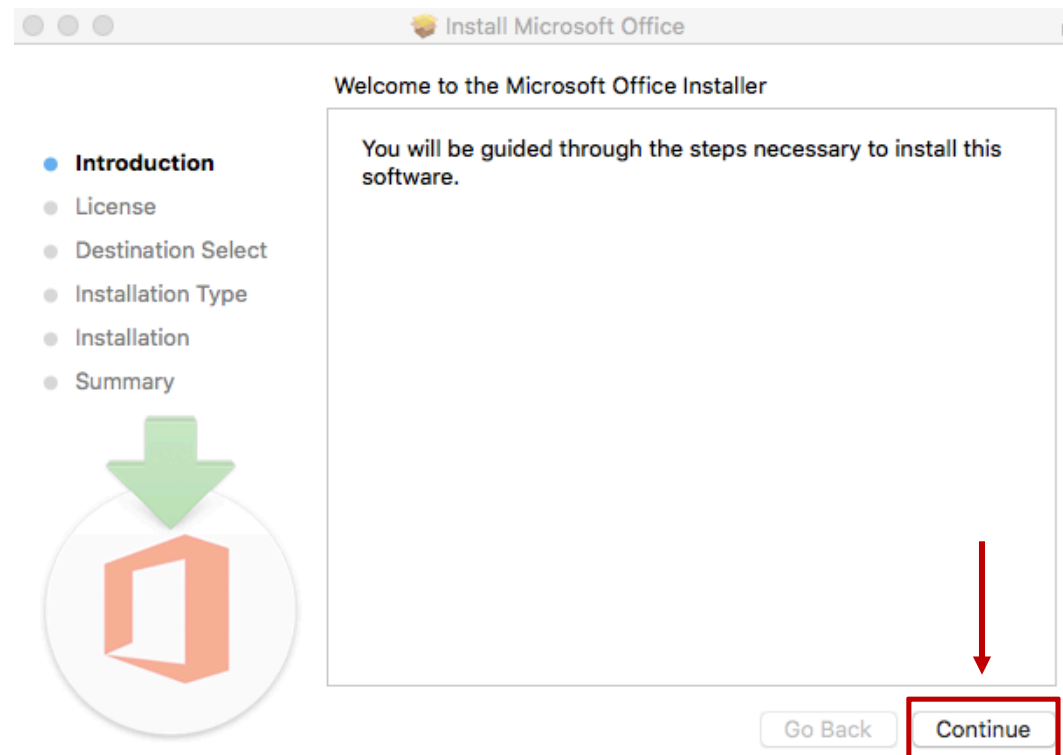 Install Microsoft Office
Welcome to the Microsoft Office Installer
Introduction
License
Destination Select
Installation Type
Installation
Summary
You will be guided through the steps necessary to install this
software.
Go Back
Continue